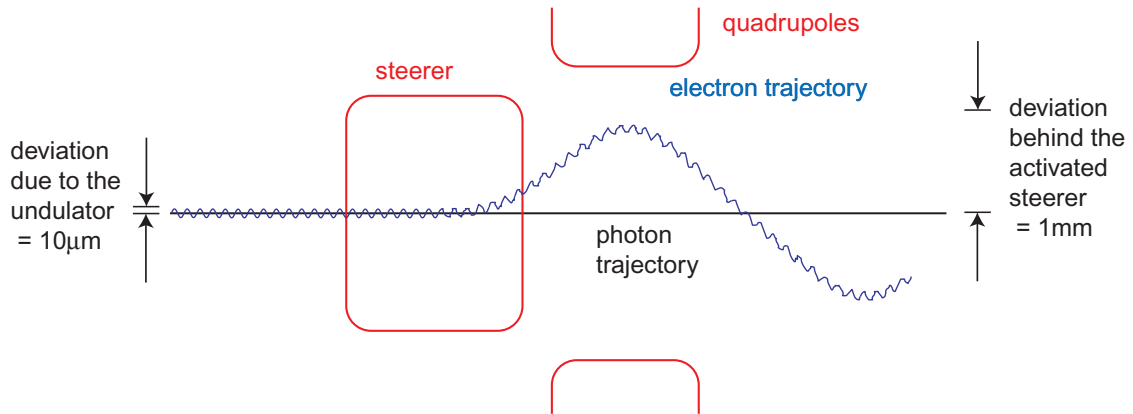 quadrupoles
steerer
electron trajectory
deviation
due to the
undulator
= 10μm
deviation
behind the
activated
steerer
= 1mm
photon
trajectory